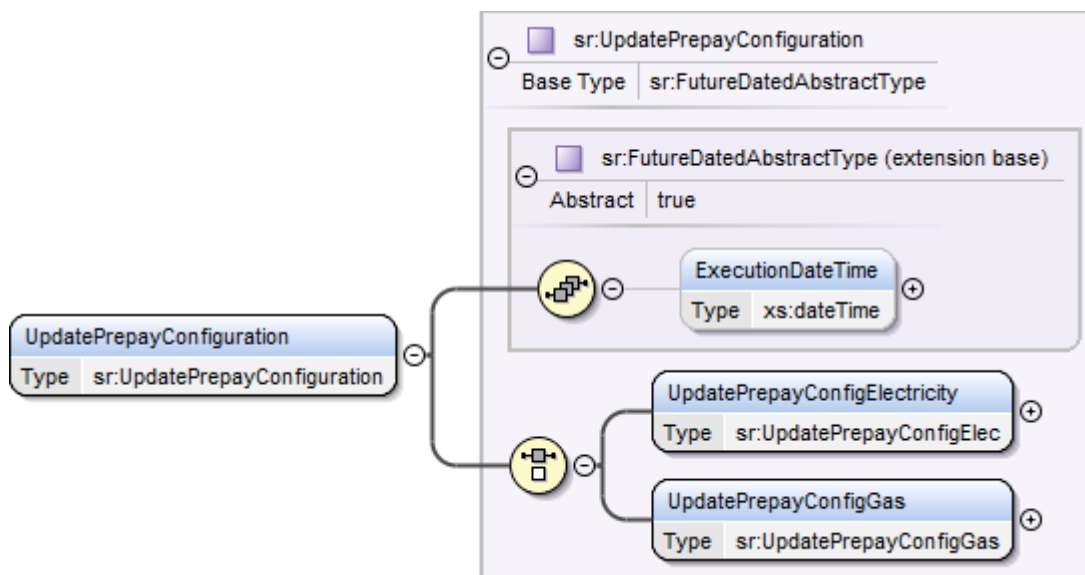 sr:UpdatePrepayConfiguration
Base Type sr:FutureDatedAbstractType
sr:FutureDatedAbstractType (extension base)
Abstract true
ExecutionDateTime
Type xs:dateTime
UpdatePrepayConfiguration
Type sr:UpdatePrepayConfiguration
UpdatePrepayConfigElectricity
Type sr:UpdatePrepayConfigElec
UpdatePrepayConfigGas
Type sr:UpdatePrepayConfigGas